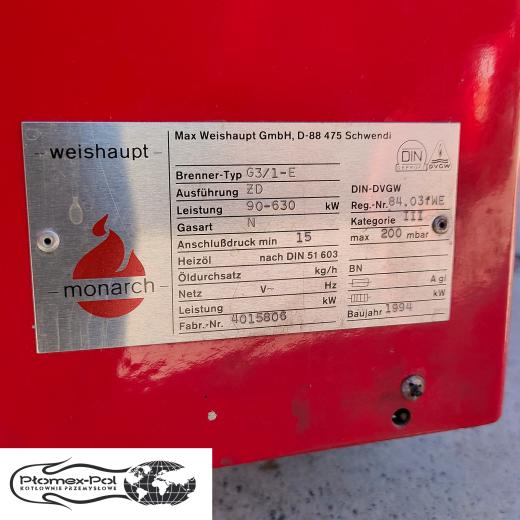 - weishaupt -
monarch
Max Weishaupt GmbH, D-88 475 Schwendi
Brenner-Typ G3/1-E
Ausführung ZD
Leistung 90-630 kW
Gasart N
Anschlußdruck min 15
max 200 mbar
Heizöl nach DIN 51 603
Öldurchsatz kg/h
Netz V~ Hz
Leistung kW
Fabr.-Nr. 4015806
DIN
GEPRÜFT
DVGW
DIN-DVGW
Reg.-Nr. 84.03fWE
Kategorie III
BN
A gl
kW
Baujahr 1994
Płomex-Pol
KOTŁOWNIE PRZEMYSŁOWE